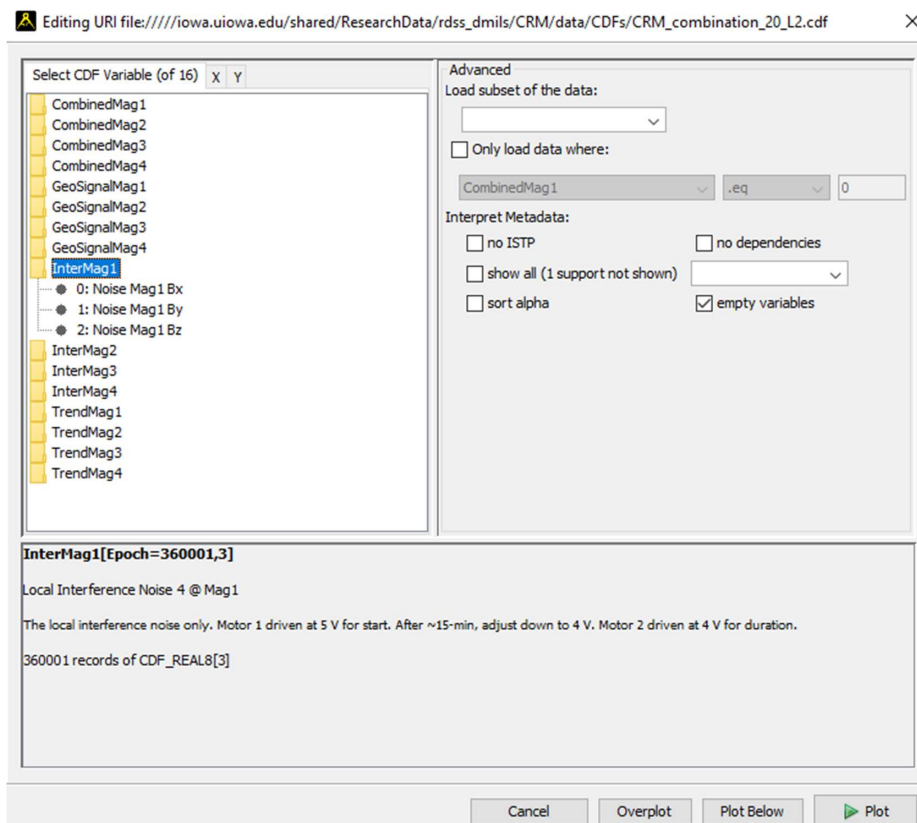 Editing URI file://///iowa.uiowa.edu/shared/ResearchData/rdss_dmils/CRM/data/CDFs/CRM_combination_20_L2.cdf
Select CDF Variable (of 16) X Y
CombinedMag1
CombinedMag2
CombinedMag3
CombinedMag4
GeoSignalMag1
GeoSignalMag2
GeoSignalMag3
GeoSignalMag4
InterMag1
0: Noise Mag1 Bx
1: Noise Mag1 By
2: Noise Mag1 Bz
InterMag2
InterMag3
InterMag4
TrendMag1
TrendMag2
TrendMag3
TrendMag4
Advanced
Load subset of the data:
Only load data where:
CombinedMag1 .eq 0
Interpret Metadata:
no ISTP no dependencies
show all (1 support not shown)
sort alpha empty variables
InterMag1[Epoch=360001,3]
Local Interference Noise 4 @ Mag1
The local interference noise only. Motor 1 driven at 5 V for start. After ~15-min, adjust down to 4 V. Motor 2 driven at 4 V for duration.
360001 records of CDF_REAL8[3]
Cancel Overplot Plot Below Plot